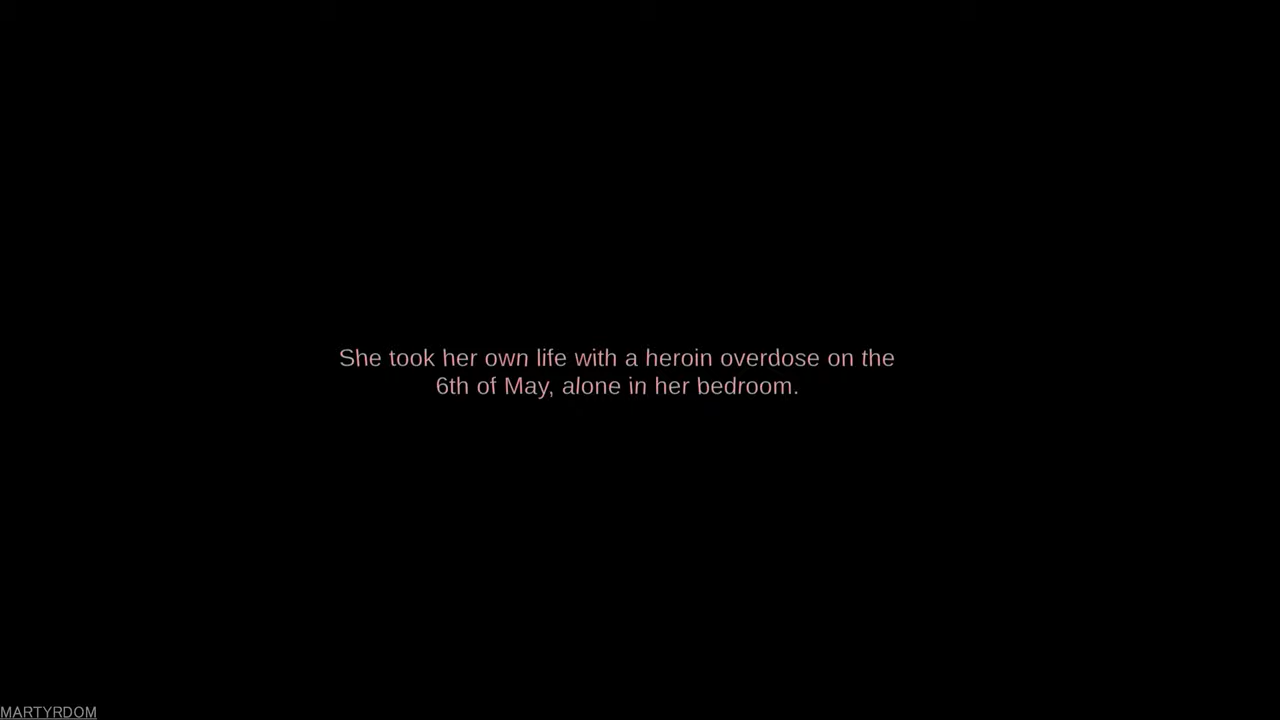 She took her own life with a heroin overdose on the
6th of May, alone in her bedroom.
MARTYRDOM